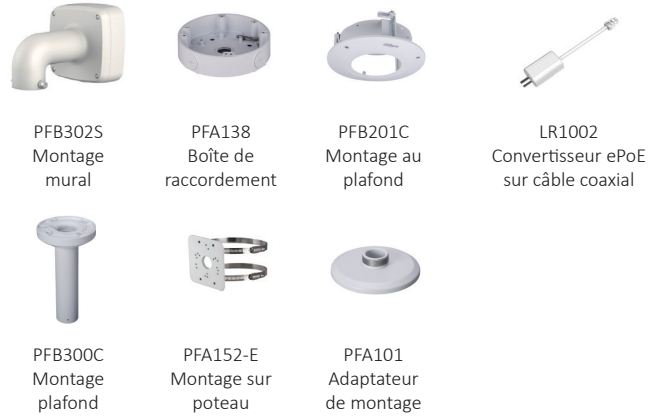 PFB302S
Montage
mural
PFA138
Boîte de
raccordement
PFB201C
Montage au
plafond
LR1002
Convertisseur ePoE
sur câble coaxial
PFB300C
Montage
plafond
PFA152-E
Montage sur
poteau
PFA101
Adaptateur
de montage